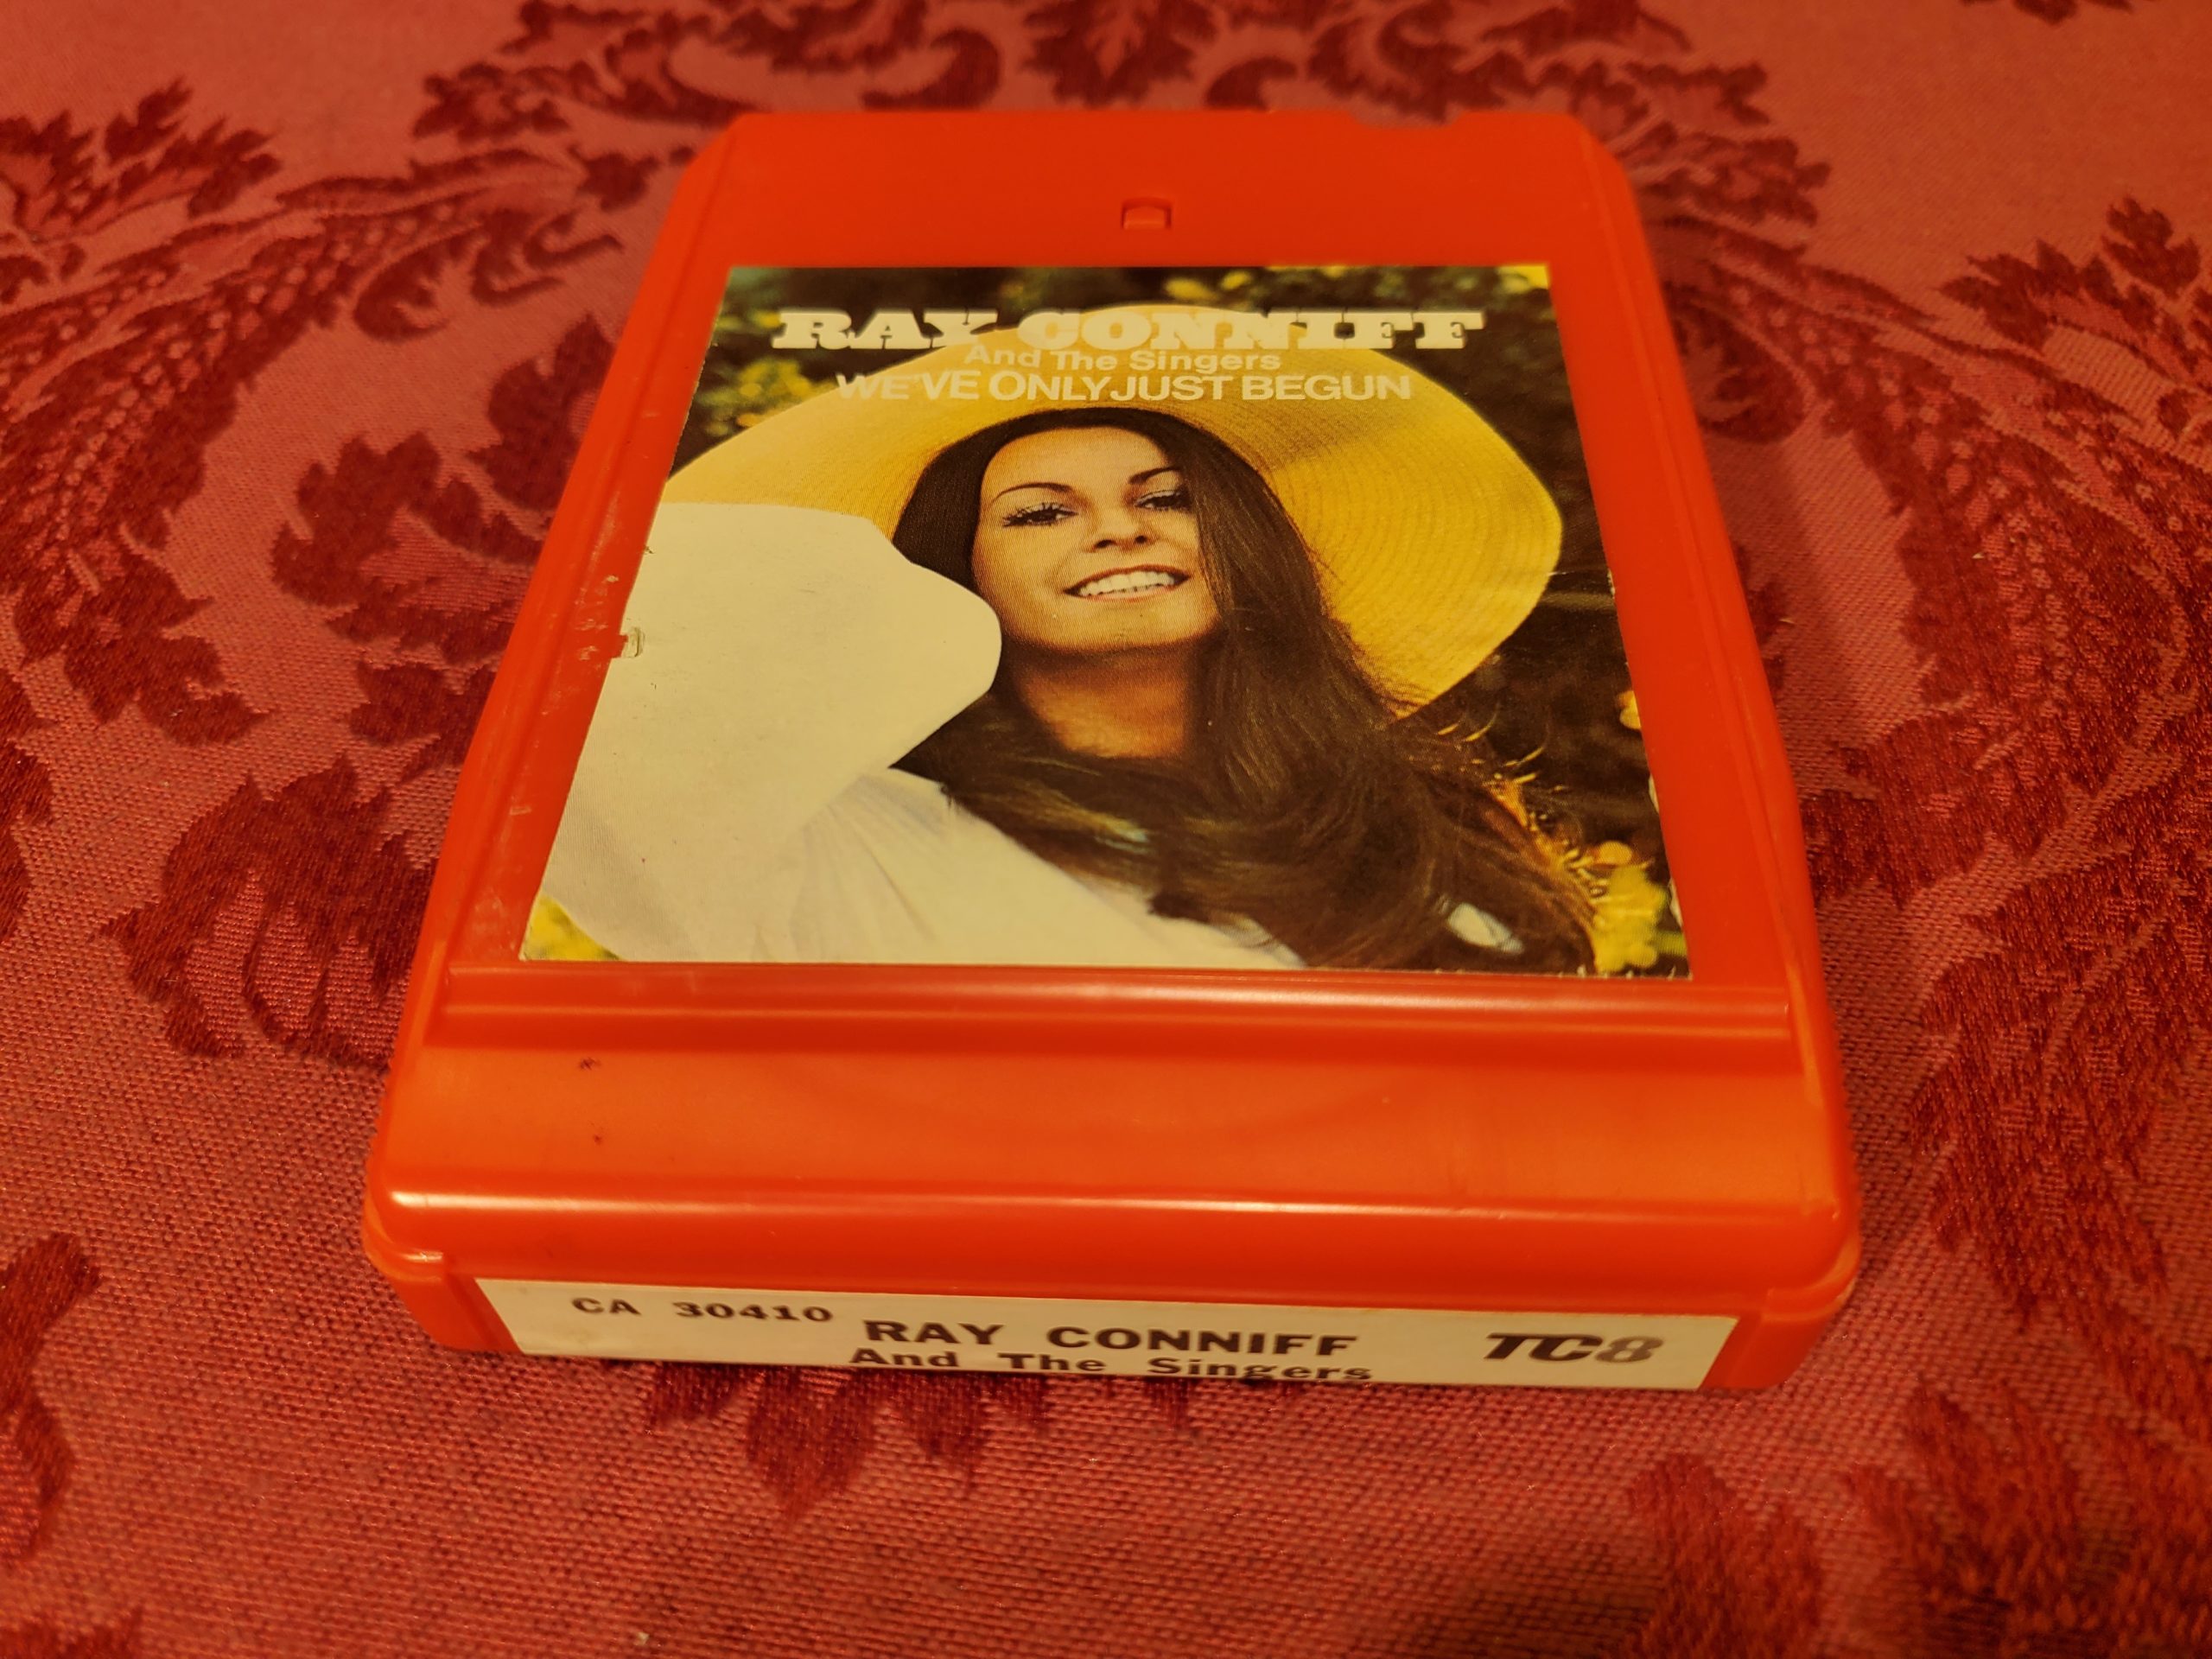 RAY CONNIFF
And The Singers
WE'VE ONLY JUST BEGUN
CA 30410
RAY CONNIFF
And The Singers
TC8